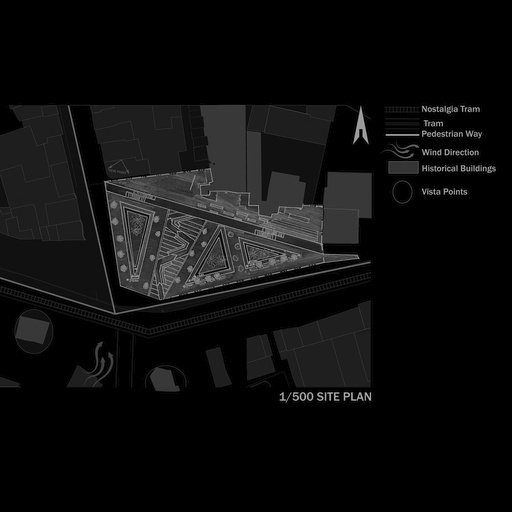 Nostalgia Tram
Tram
Pedestrian Way
Wind Direction
Historical Buildings
Vista Points
1/500 SITE PLAN